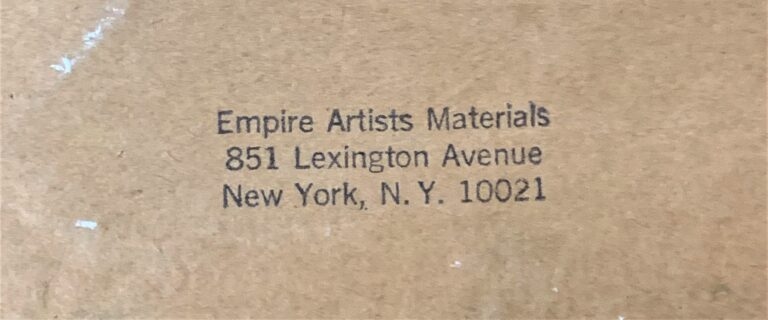 Empire Artists Materials
851 Lexington Avenue
New York, N.Y. 10021